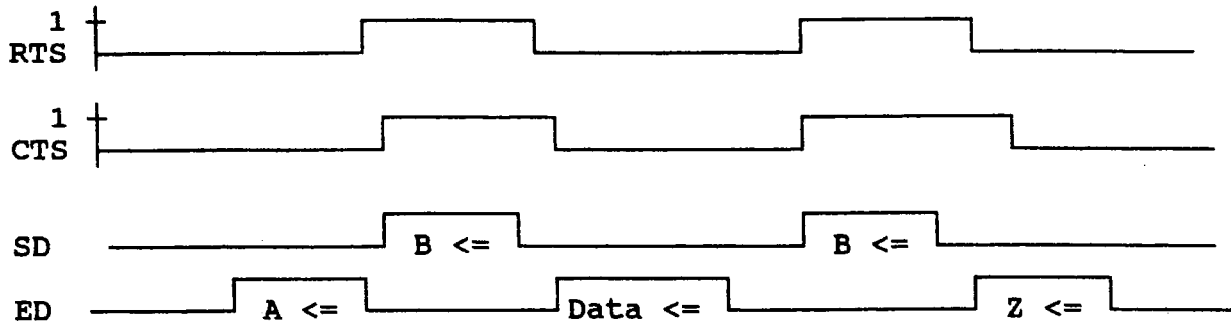 1
RTS
1
CTS
SD B <= B <=
ED A <= Data <= Z <=